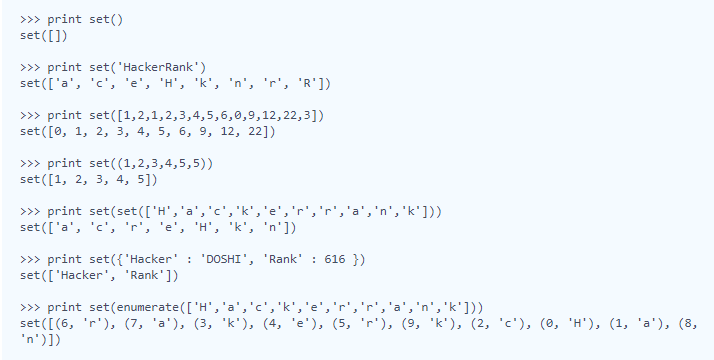 >>> print set()
set([])
>>> print set('HackerRank')
set(['a', 'c', 'e', 'H', 'k', 'n', 'r', 'R'])
>>> print set([1,2,1,2,3,4,5,6,0,9,12,22,3])
set([0, 1, 2, 3, 4, 5, 6, 9, 12, 22])
>>> print set((1,2,3,4,5,5))
set([1, 2, 3, 4, 5])
>>> print set(set(['H','a','c','k','e','r','r','a','n','k']))
set(['a', 'c', 'r', 'e', 'H', 'k', 'n'])
>>> print set({'Hacker' : 'DOSHI', 'Rank' : 616 })
set(['Hacker', 'Rank'])
>>> print set(enumerate(['H','a','c','k','e','r','r','a','n','k']))
set([(6, 'r'), (7, 'a'), (3, 'k'), (4, 'e'), (5, 'r'), (9, 'k'), (2, 'c'), (0, 'H'), (1, 'a'), (8,
'n')])